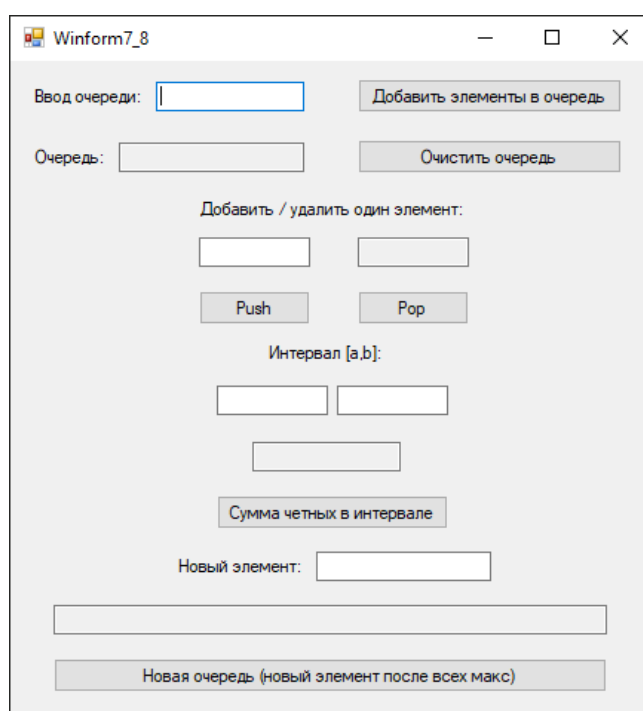 Winform7_8
Ввод очереди: Добавить элементы в очередь
Очередь: Очистить очередь
Добавить / удалить один элемент:
Push Pop
Интервал [a,b]:
Сумма четных в интервале
Новый элемент:
Новая очередь (новый элемент после всех макс)